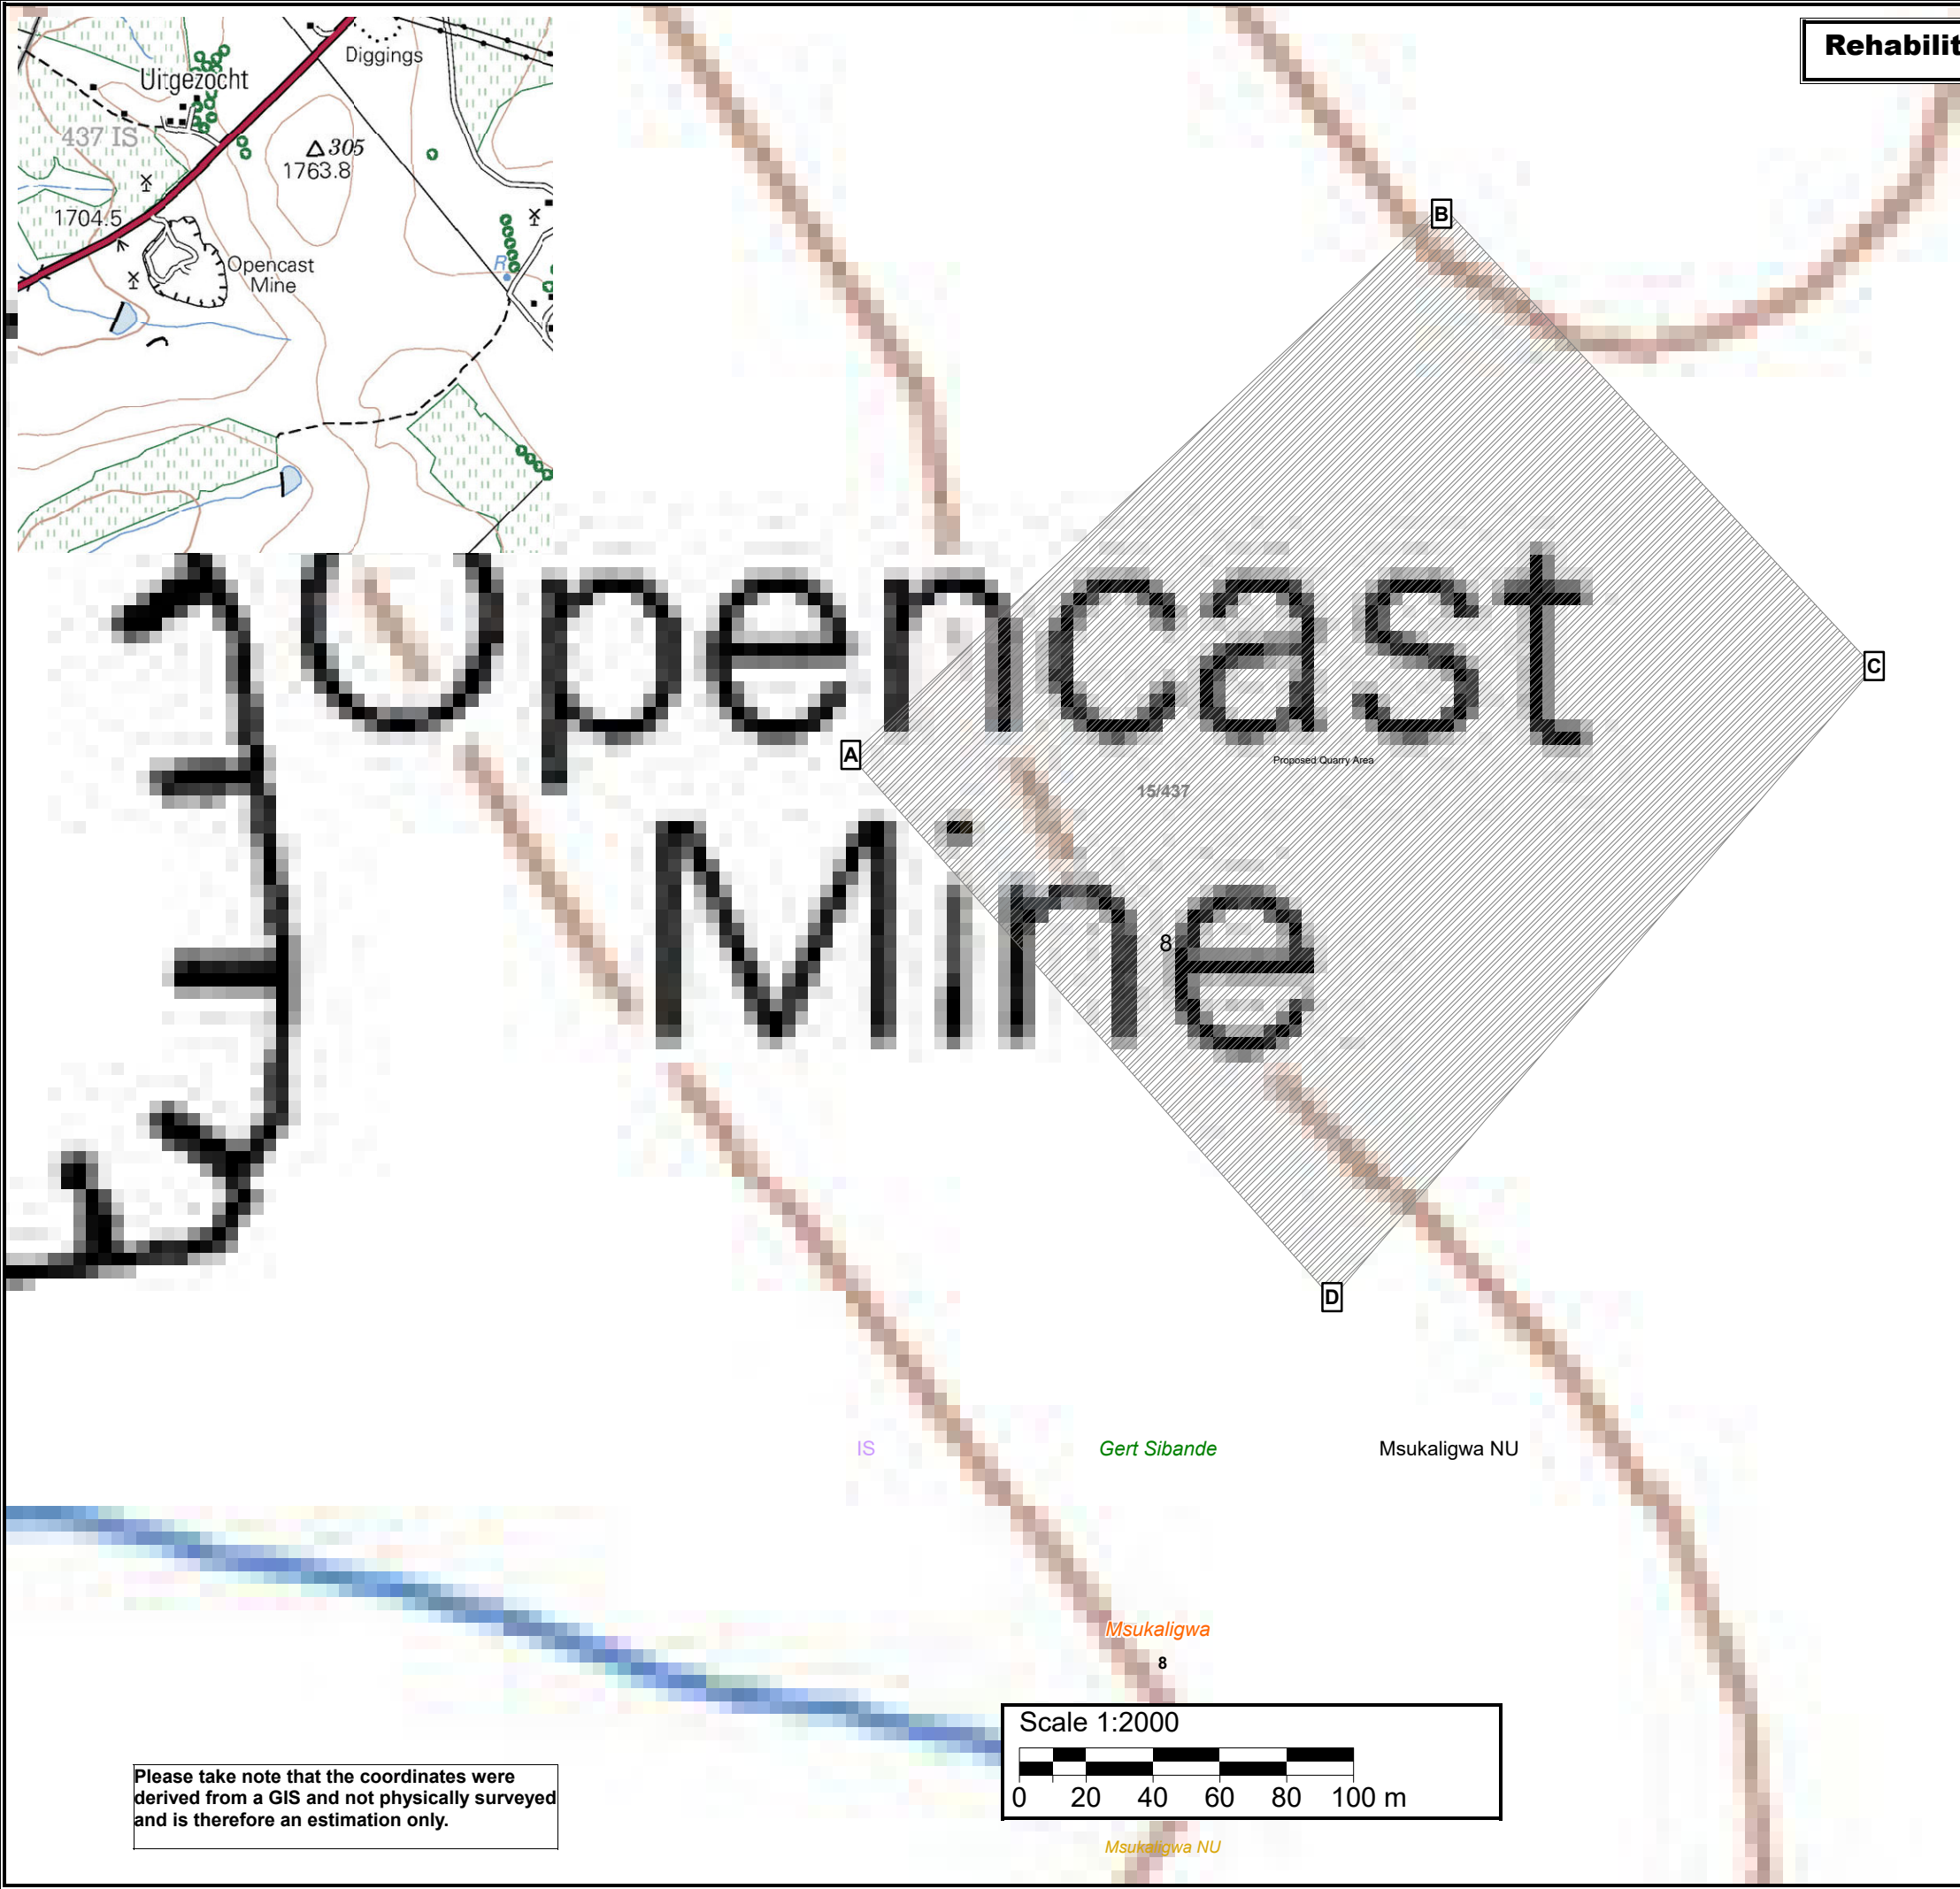 Rehabilit
Diggings
Uitgezocht
437 IS
305
1763.8
1704.5
Opencast
Mine
R
B
C
Opencast
A
Proposed Quarry Area
15/437
Mine
8
D
IS
Gert Sibande
Msukaligwa NU
Msukaligwa
8
Scale 1:2000
0 20 40 60 80 100 m
Please take note that the coordinates were
derived from a GIS and not physically surveyed
and is therefore an estimation only.
Msukaligwa NU